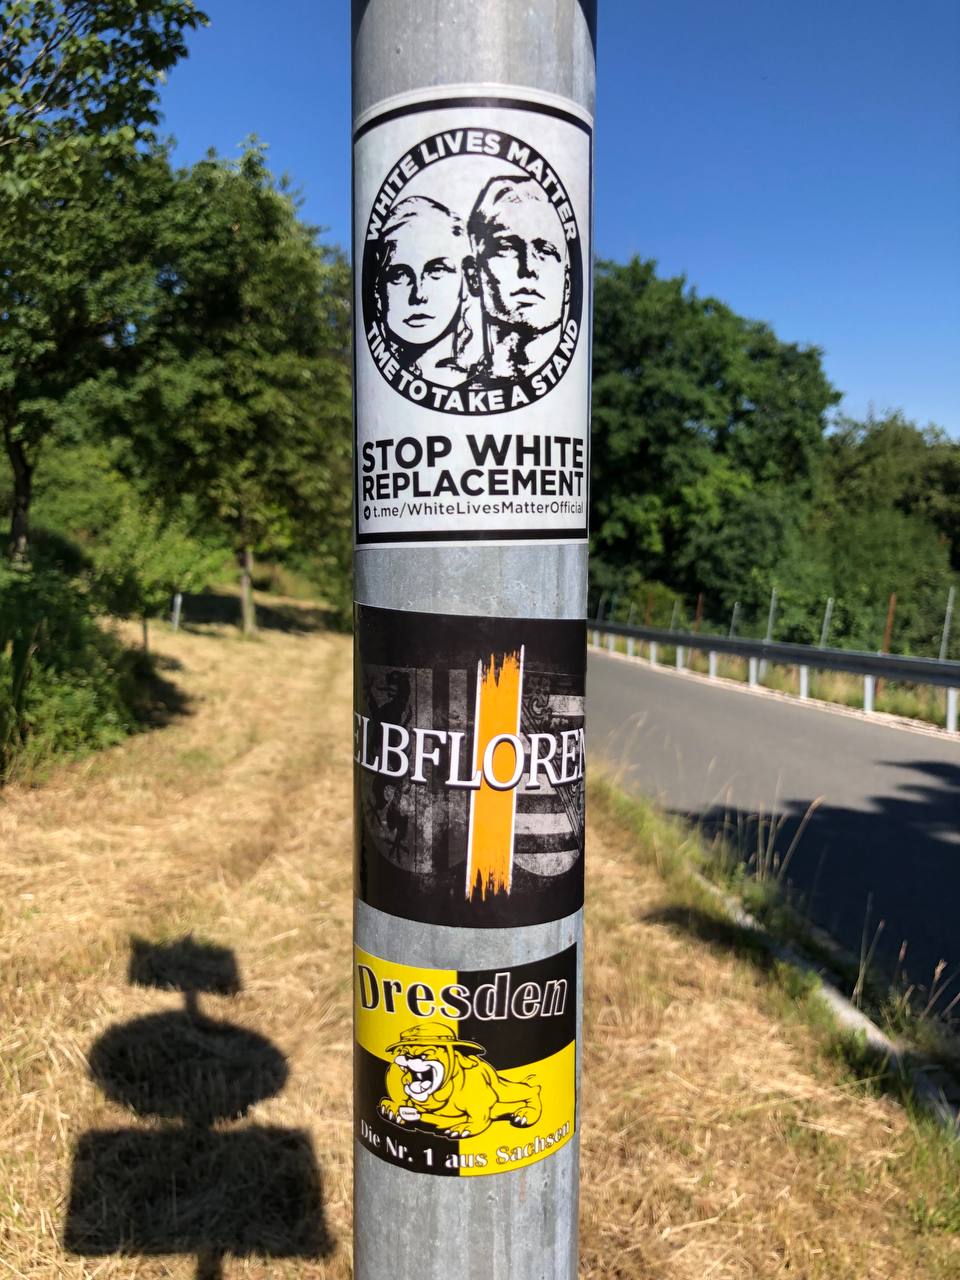 WHITE LIVES MATTER
TIME TO TAKE A STAND
STOP WHITE
REPLACEMENT
t.me/WhiteLivesMatterOfficial
ELBFLOREN
Dresden
Die Nr. 1 aus Sachsen